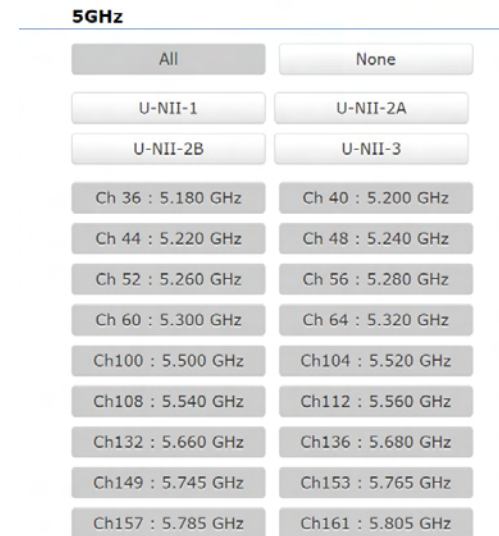 5GHz
All None
U-NII-1 U-NII-2A
U-NII-2B U-NII-3
Ch 36 : 5.180 GHz Ch 40 : 5.200 GHz
Ch 44 : 5.220 GHz Ch 48 : 5.240 GHz
Ch 52 : 5.260 GHz Ch 56 : 5.280 GHz
Ch 60 : 5.300 GHz Ch 64 : 5.320 GHz
Ch100 : 5.500 GHz Ch104 : 5.520 GHz
Ch108 : 5.540 GHz Ch112 : 5.560 GHz
Ch132 : 5.660 GHz Ch136 : 5.680 GHz
Ch149 : 5.745 GHz Ch153 : 5.765 GHz
Ch157 : 5.785 GHz Ch161 : 5.805 GHz